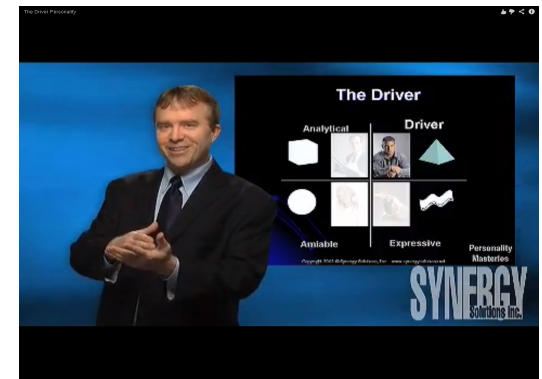 The Driver Personality
The Driver
Analytical
Driver
Amiable
Expressive
Personality
Masteries
SYNERGY
Solutions Inc.